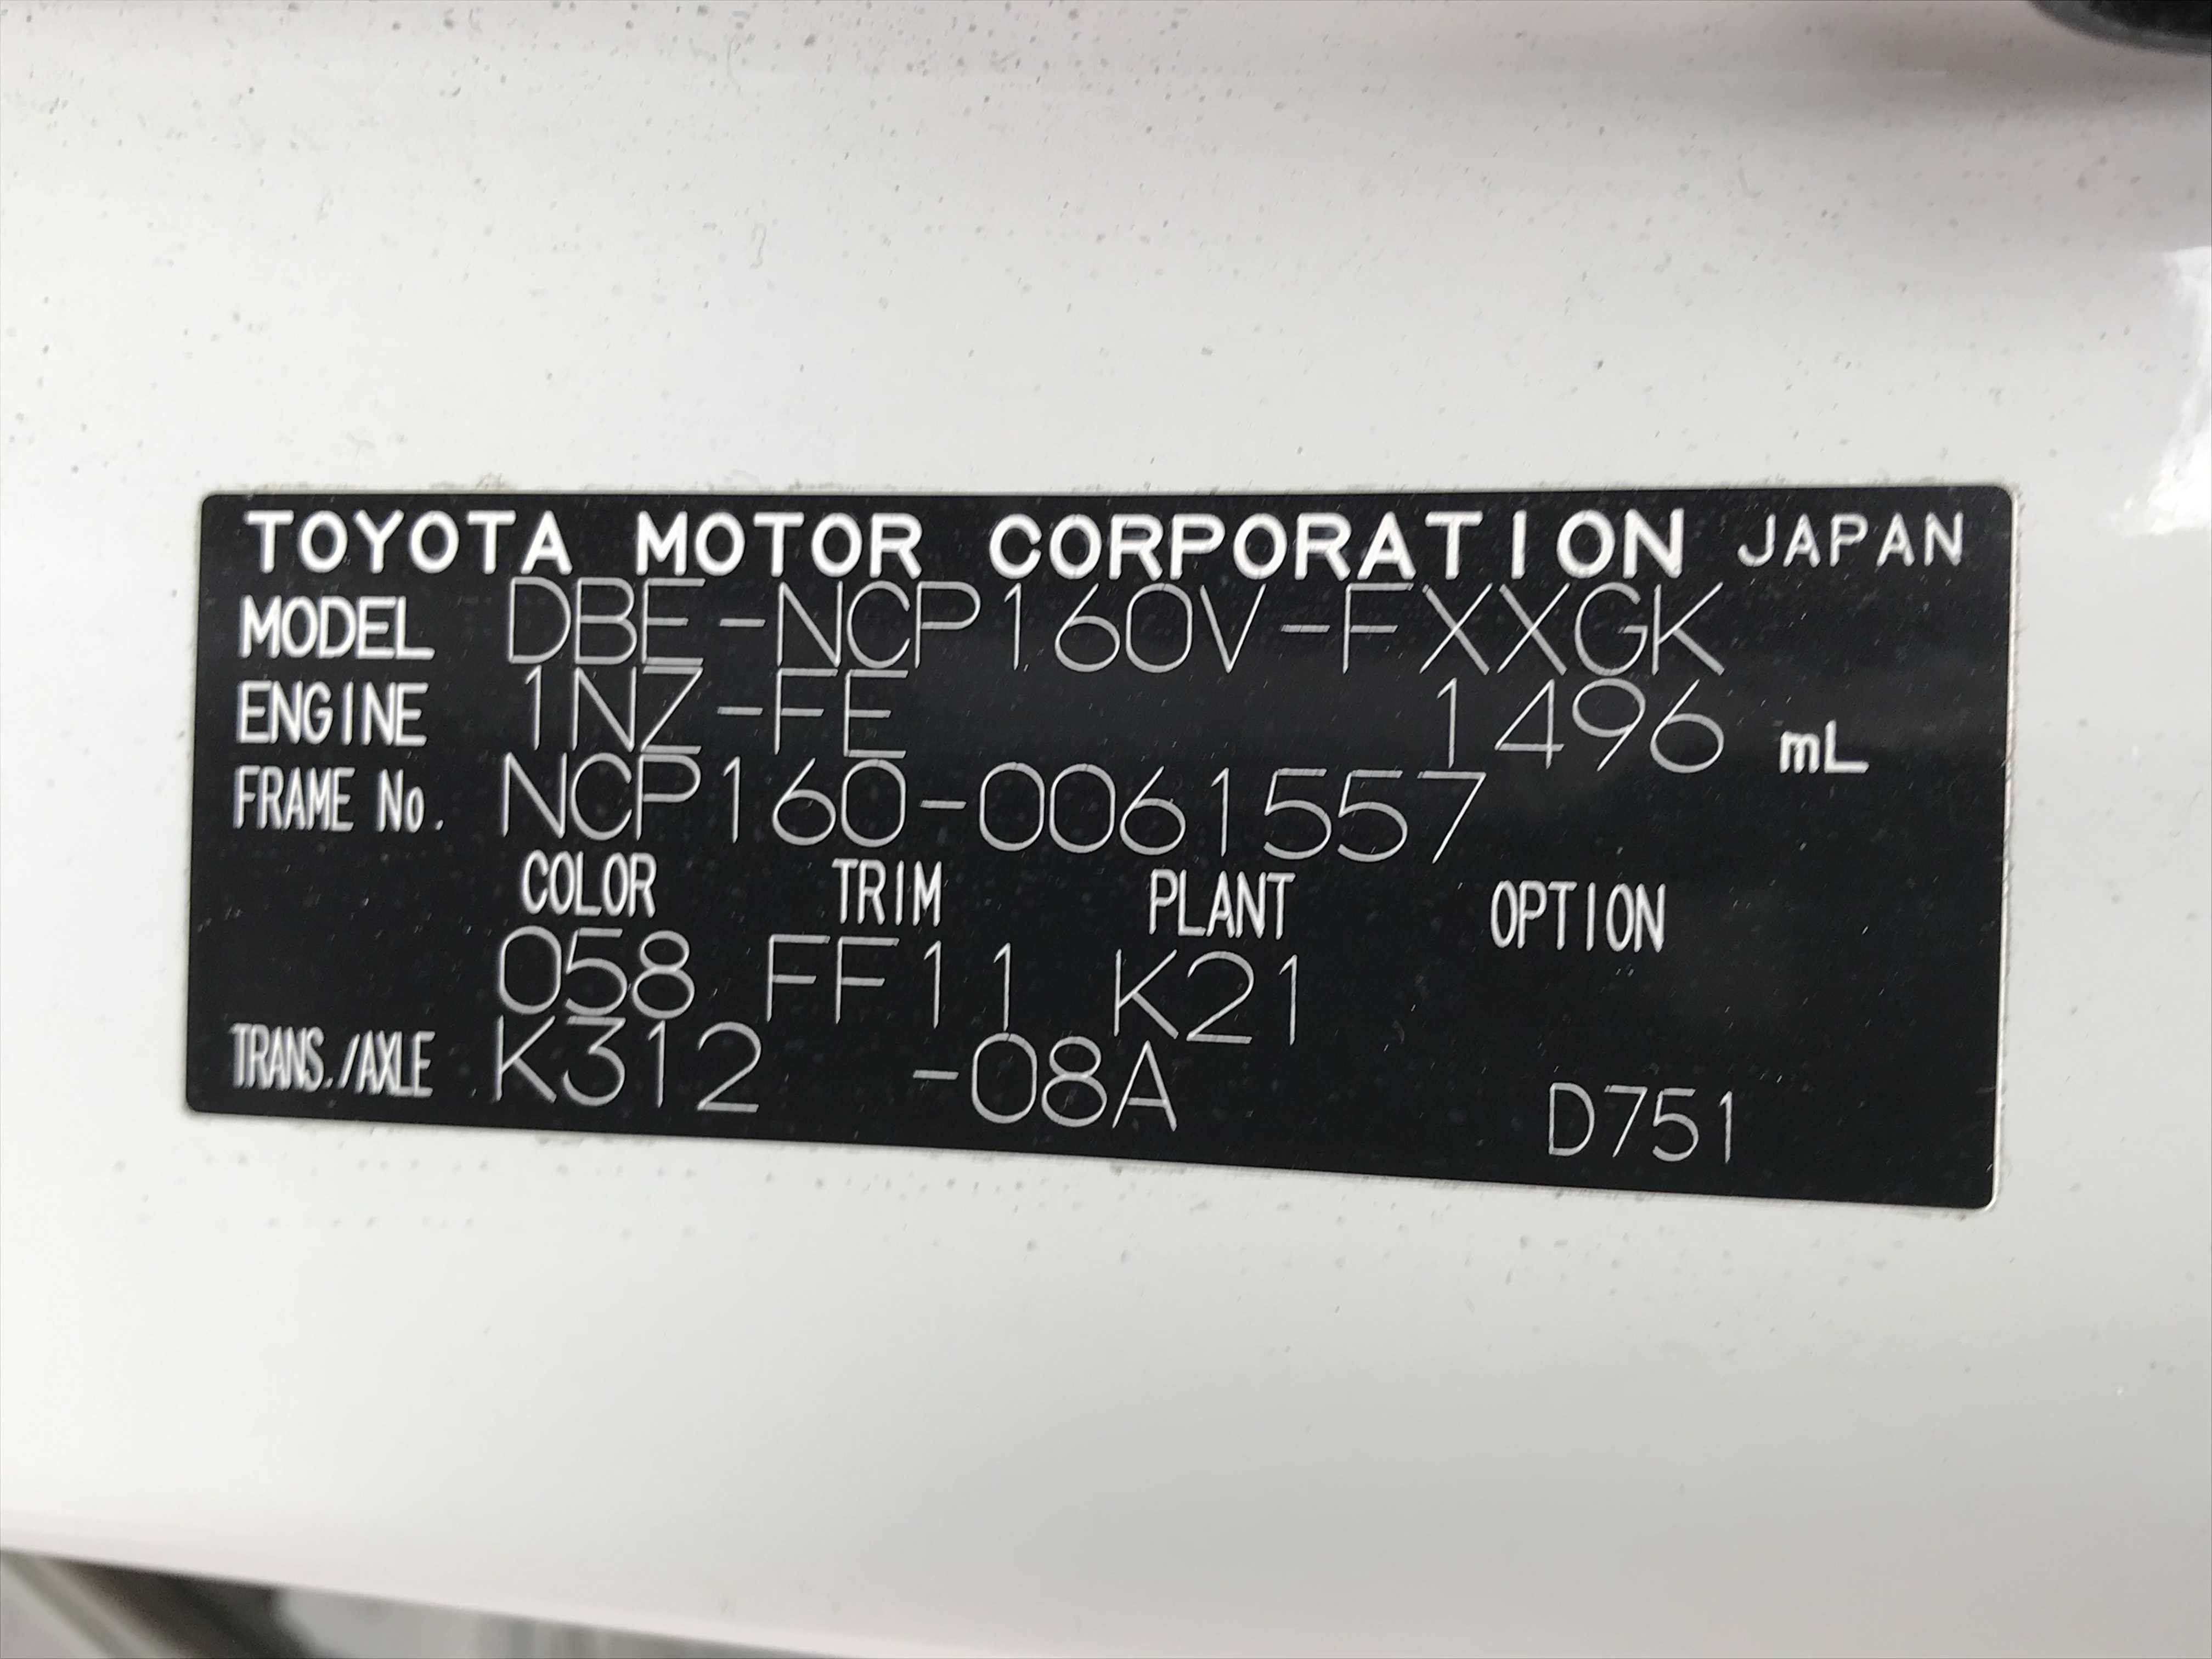 TOYOTA MOTOR CORPORATION JAPAN
MODEL DBE-NCP160V-FXXGK
ENGINE 1NZ-FE 1496 mL
FRAME No. NCP160-0061557
COLOR TRIM PLANT OPTION
058 FF11 K21
TRANS./AXLE K312 -08A
D751